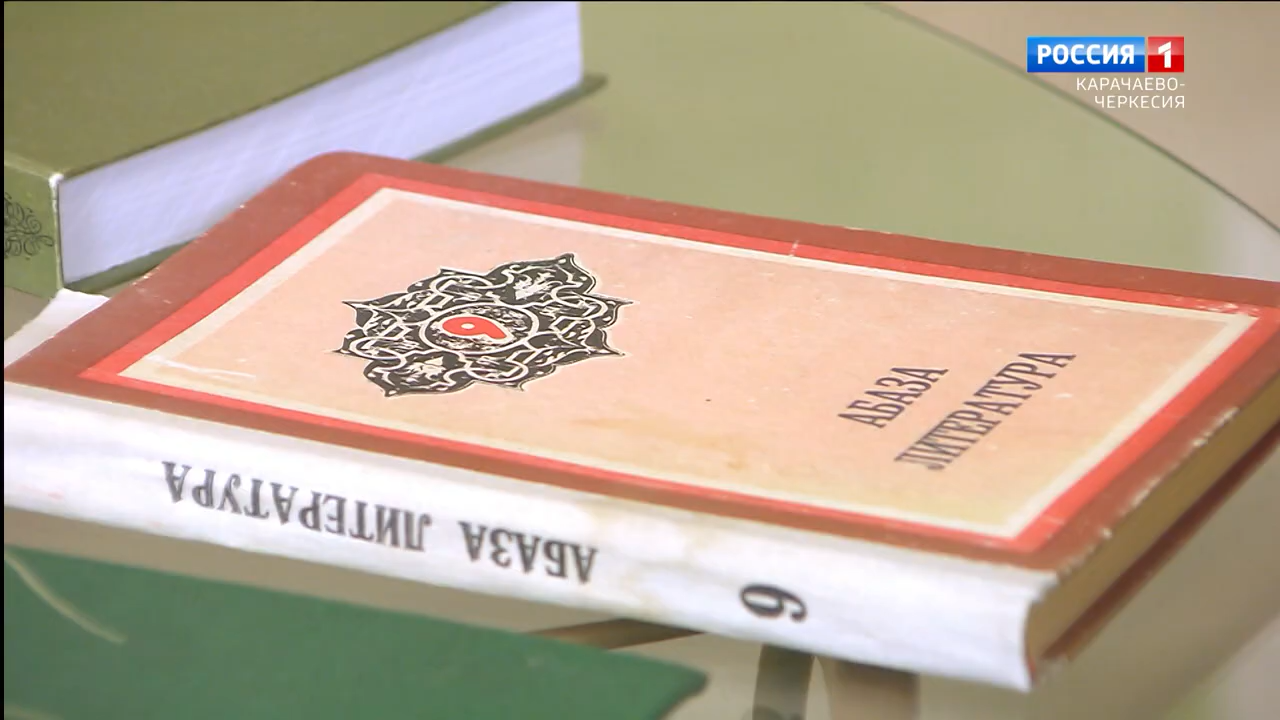 РОССИЯ 1
КАРАЧАЕВО-
ЧЕРКЕСИЯ
9
АБАЗА
ЛИТЕРАТУРА
АБАЗА ЛИТЕРАТУРА
9